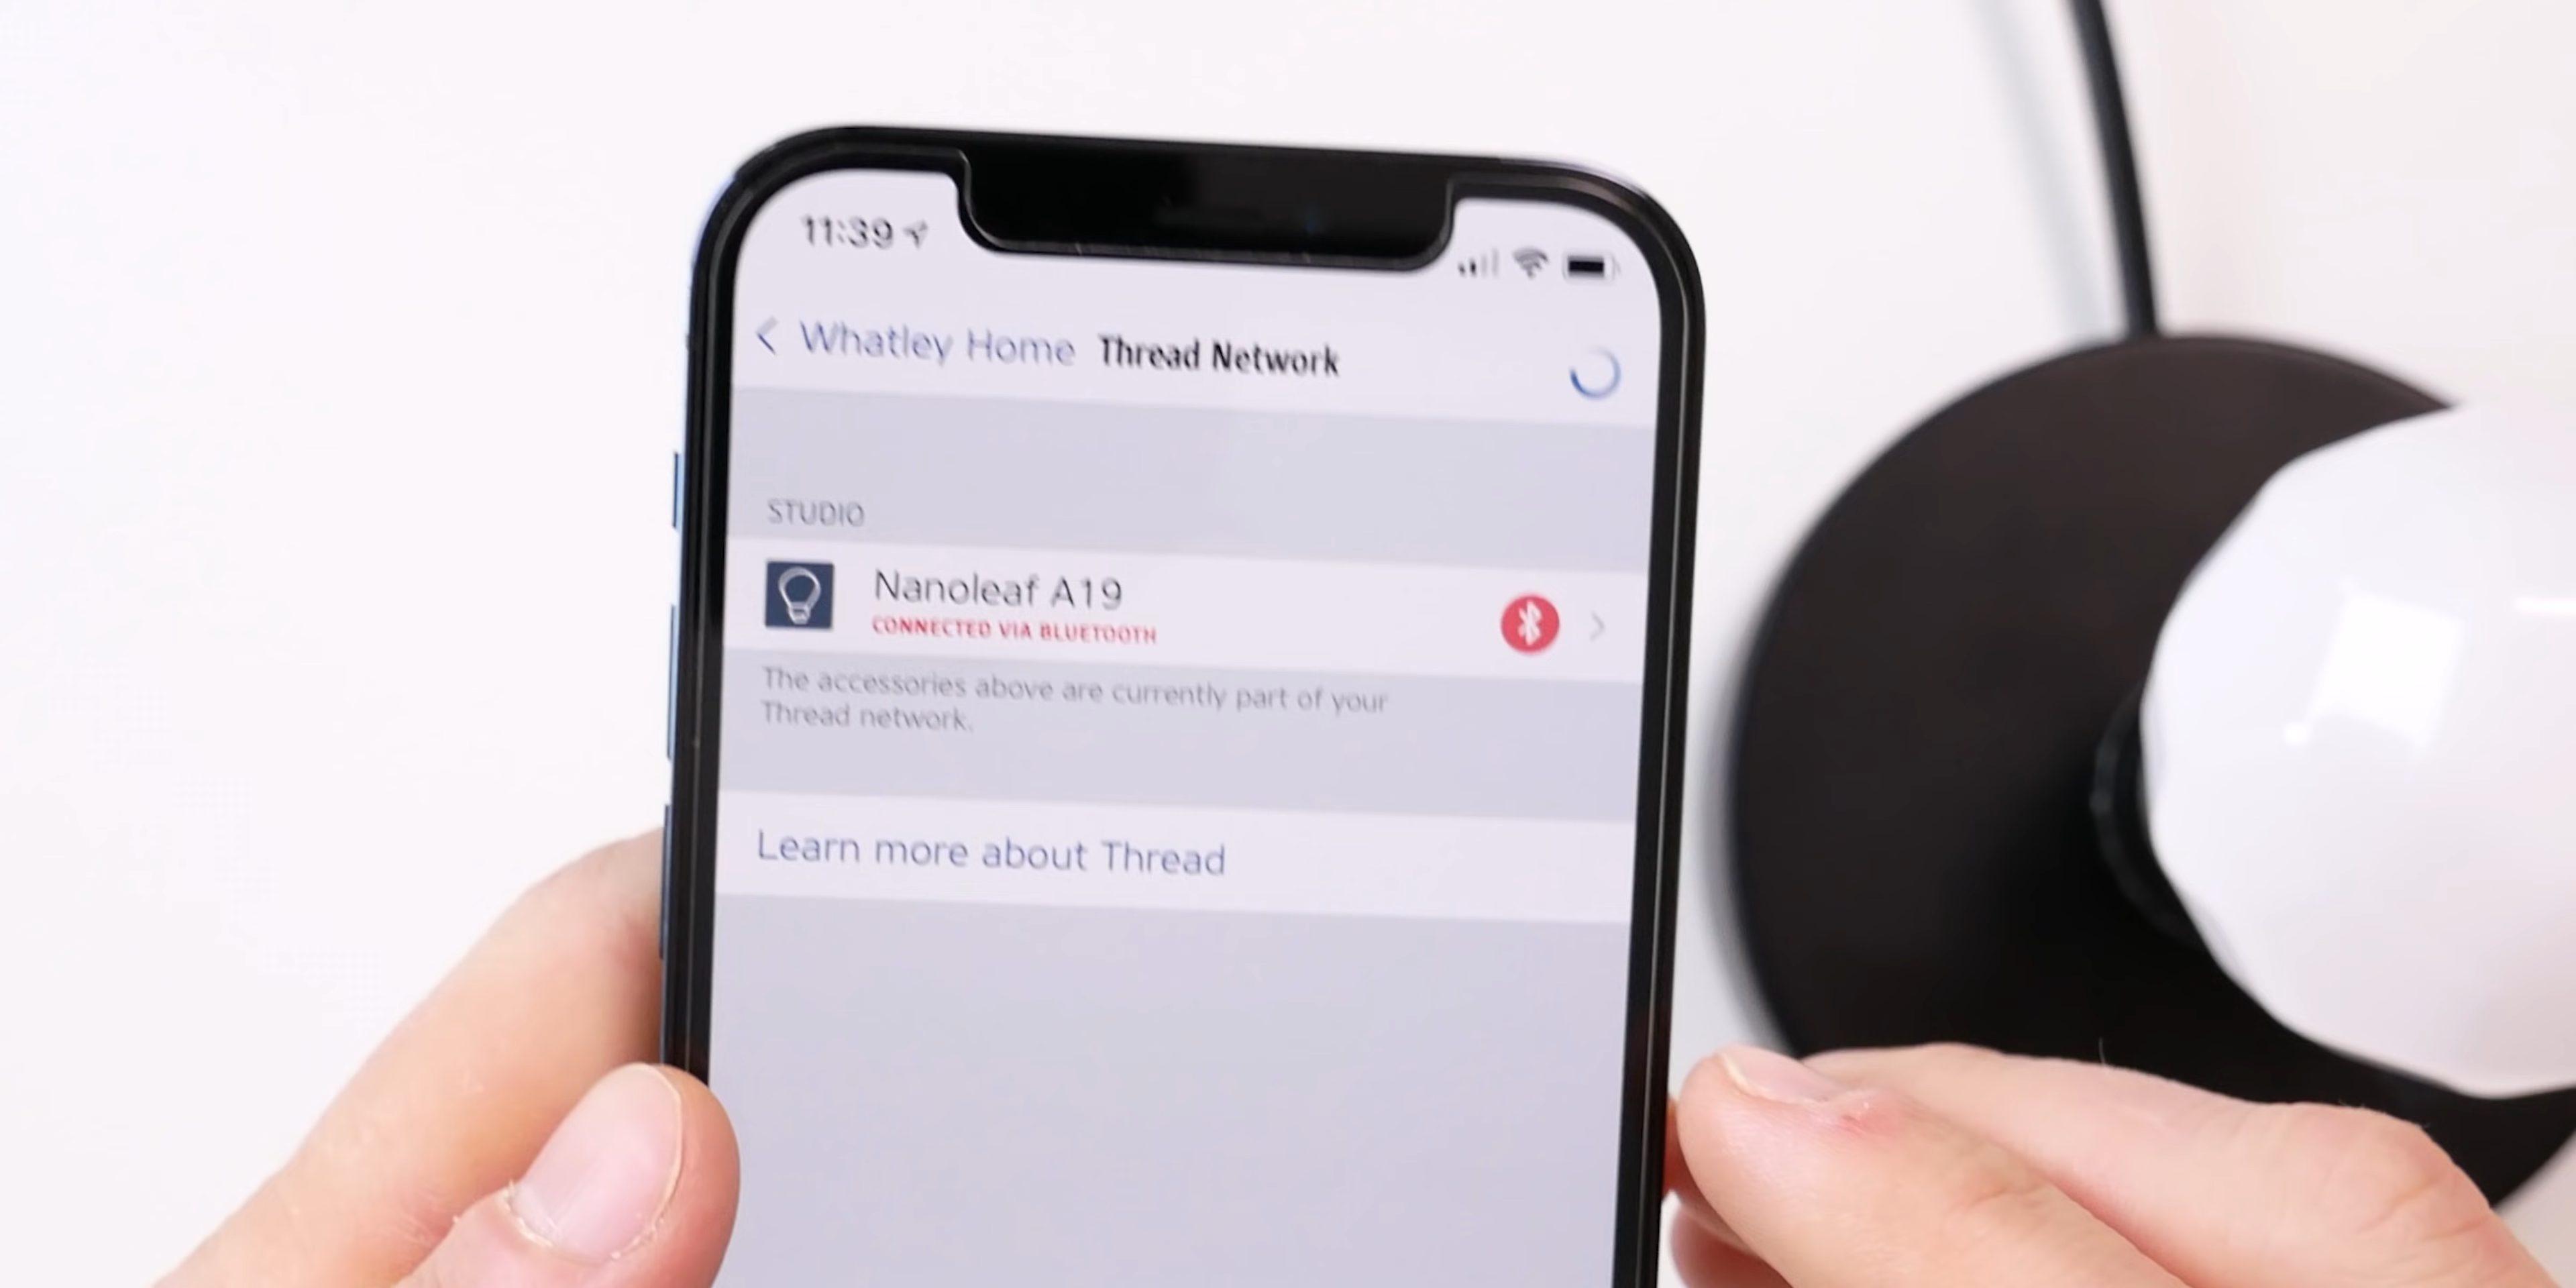 11:39
Whatley Home Thread Network
STUDIO
Nanoleaf A19
CONNECTED VIA BLUETOOTH
The accessories above are currently part of your
Thread network.
Learn more about Thread